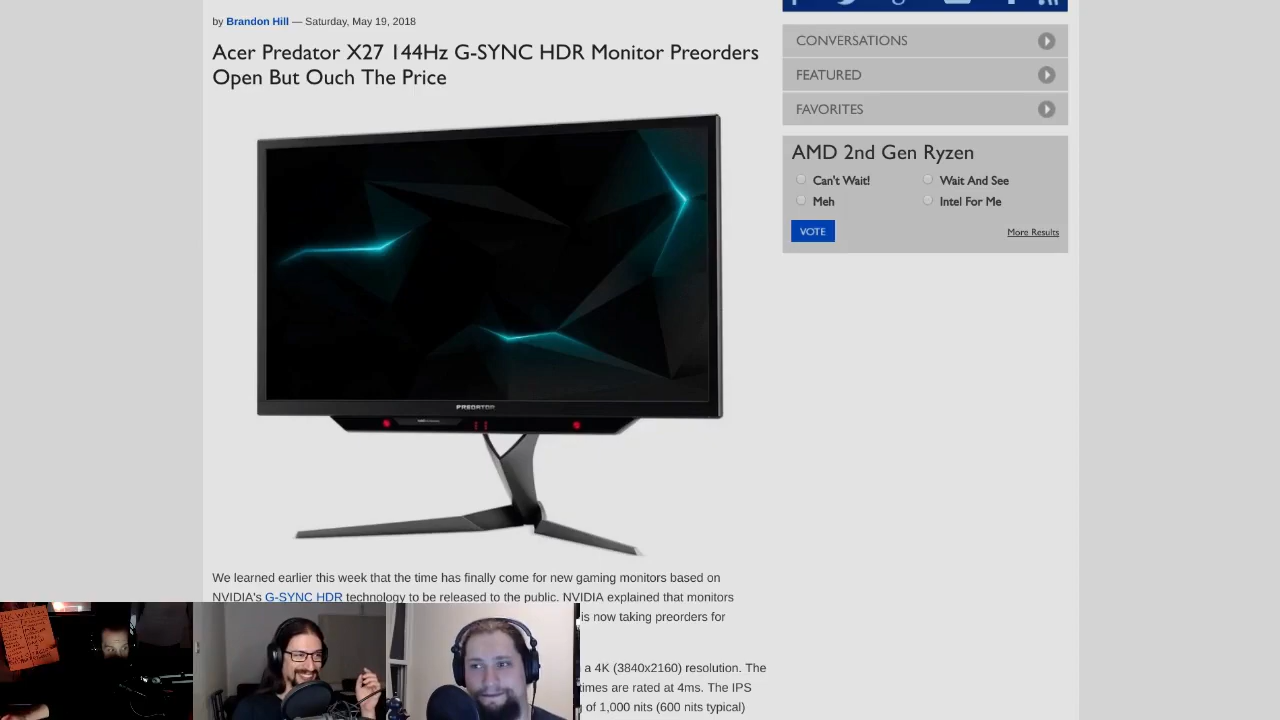 by Brandon Hill — Saturday, May 19, 2018
Acer Predator X27 144Hz G-SYNC HDR Monitor Preorders
Open But Ouch The Price
PREDATOR
We learned earlier this week that the time has finally come for new gaming monitors based on
NVIDIA's G-SYNC HDR technology to be released to the public. NVIDIA explained that monitors
is now taking preorders for
a 4K (3840x2160) resolution. The
times are rated at 4ms. The IPS
of 1,000 nits (600 nits typical)
CONVERSATIONS
FEATURED
FAVORITES
AMD 2nd Gen Ryzen
Can't Wait!
Wait And See
Meh
Intel For Me
VOTE
More Results